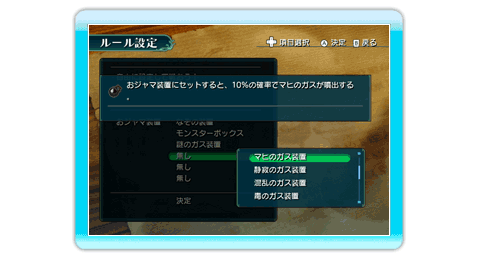 ルール設定
項目選択 A 決定 B 戻る
おジャマ装置にセットすると、10%の確率でマヒのガスが噴出する
。
おジャマ装置 なぞの装置
モンスターボックス
謎のガス装置
無し
無し
無し
決定
マヒのガス装置
静寂のガス装置
混乱のガス装置
毒のガス装置